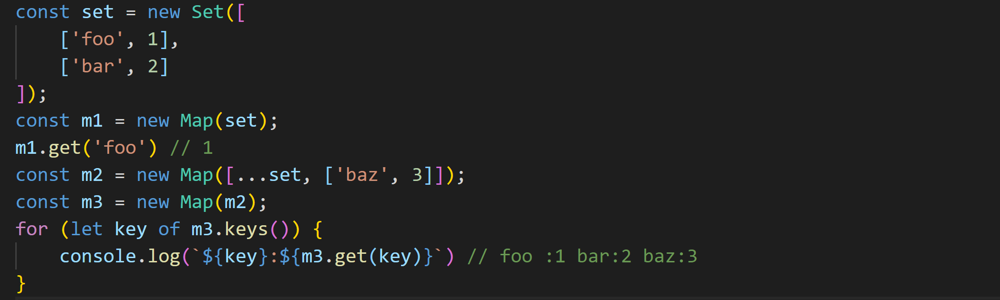 const set = new Set([
    ['foo', 1],
    ['bar', 2]
]);
const m1 = new Map(set);
m1.get('foo') // 1
const m2 = new Map([...set, ['baz', 3]]);
const m3 = new Map(m2);
for (let key of m3.keys()) {
    console.log(`${key}:${m3.get(key)}`) // foo :1 bar:2 baz:3
}